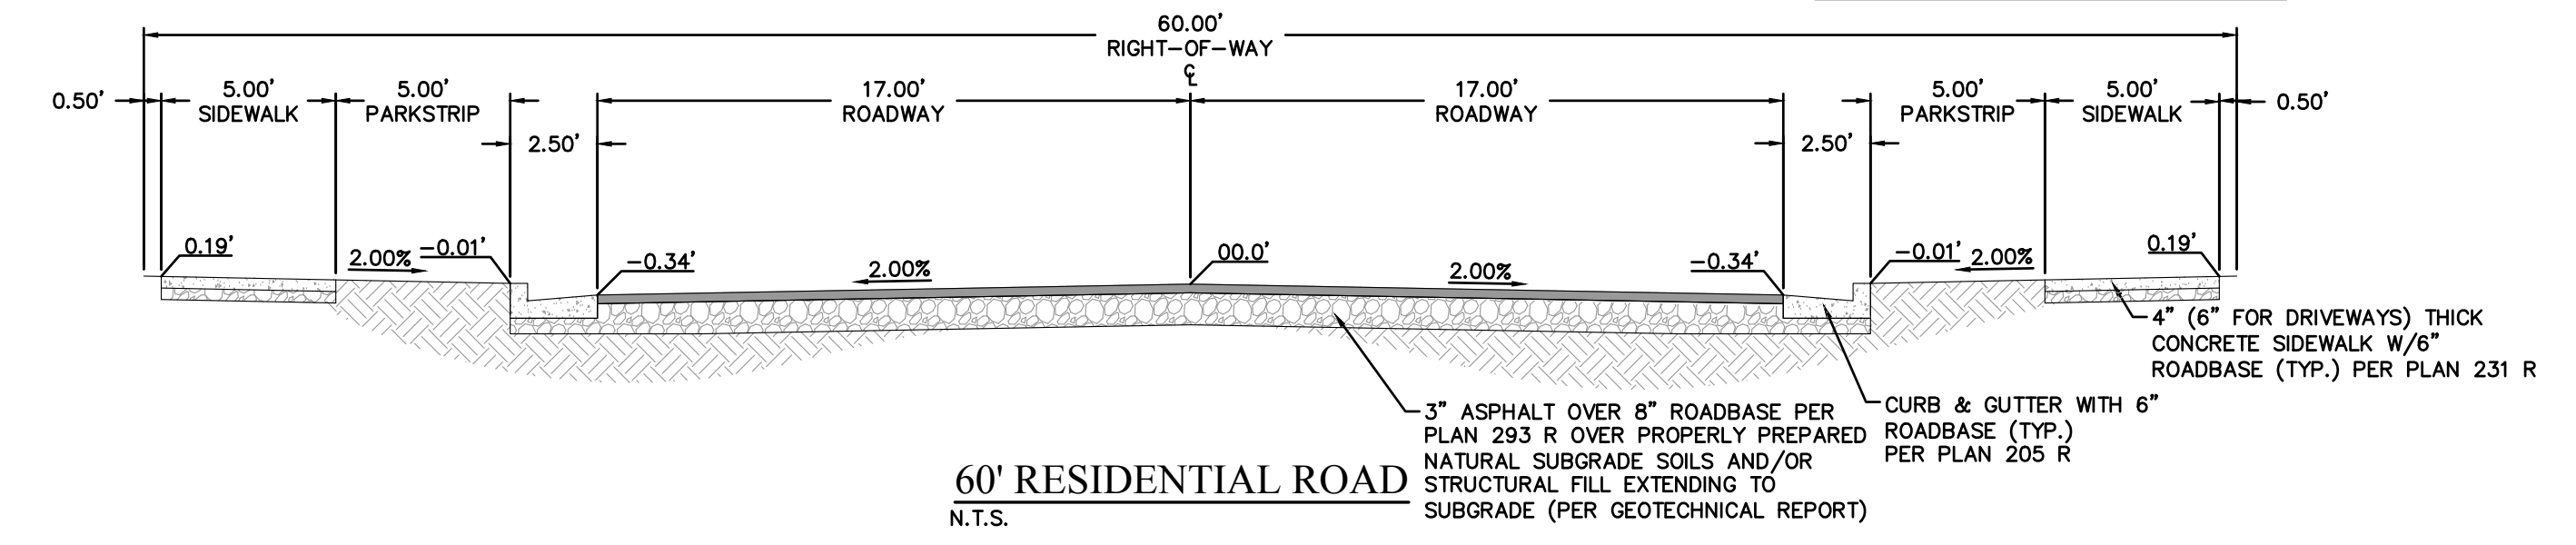 60.00'
RIGHT-OF-WAY
℄
0.50'
5.00'
SIDEWALK
5.00'
PARKSTRIP
2.50'
17.00'
ROADWAY
17.00'
ROADWAY
2.50'
5.00'
PARKSTRIP
5.00'
SIDEWALK
0.50'
0.19'
2.00%
-0.01'
-0.34'
2.00%
00.0'
2.00%
-0.34'
-0.01'
2.00%
0.19'
4" (6" FOR DRIVEWAYS) THICK
CONCRETE SIDEWALK W/6"
ROADBASE (TYP.) PER PLAN 231 R
CURB & GUTTER WITH 6"
ROADBASE (TYP.)
PER PLAN 205 R
3" ASPHALT OVER 8" ROADBASE PER
PLAN 293 R OVER PROPERLY PREPARED
NATURAL SUBGRADE SOILS AND/OR
STRUCTURAL FILL EXTENDING TO
SUBGRADE (PER GEOTECHNICAL REPORT)
60' RESIDENTIAL ROAD
N.T.S.